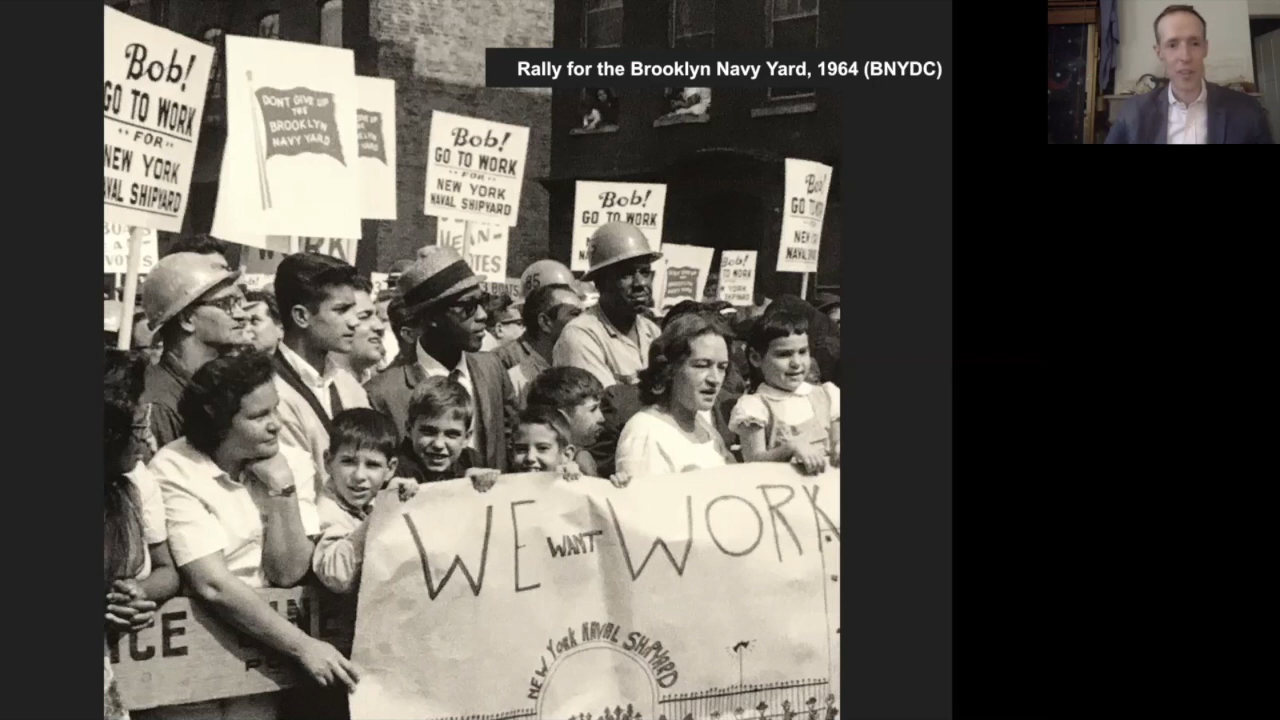 Rally for the Brooklyn Navy Yard, 1964 (BNYDC)
Bob!
GO TO WORK
"FOR"
NEW YORK
NAVAL SHIPYARD
DON'T GIVE UP
THE
BROOKLYN
NAVY YARD
Bob!
GO TO WORK
"FOR"
NEW YORK
NAVAL SHIPYARD
Bob!
GO TO WORK
Bob!
GO TO
NEW
NAVAL
Bob!
GO TO WORK
NEW YORK
85
WE WANT WORK
NEW YORK NAVAL SHIPYARD